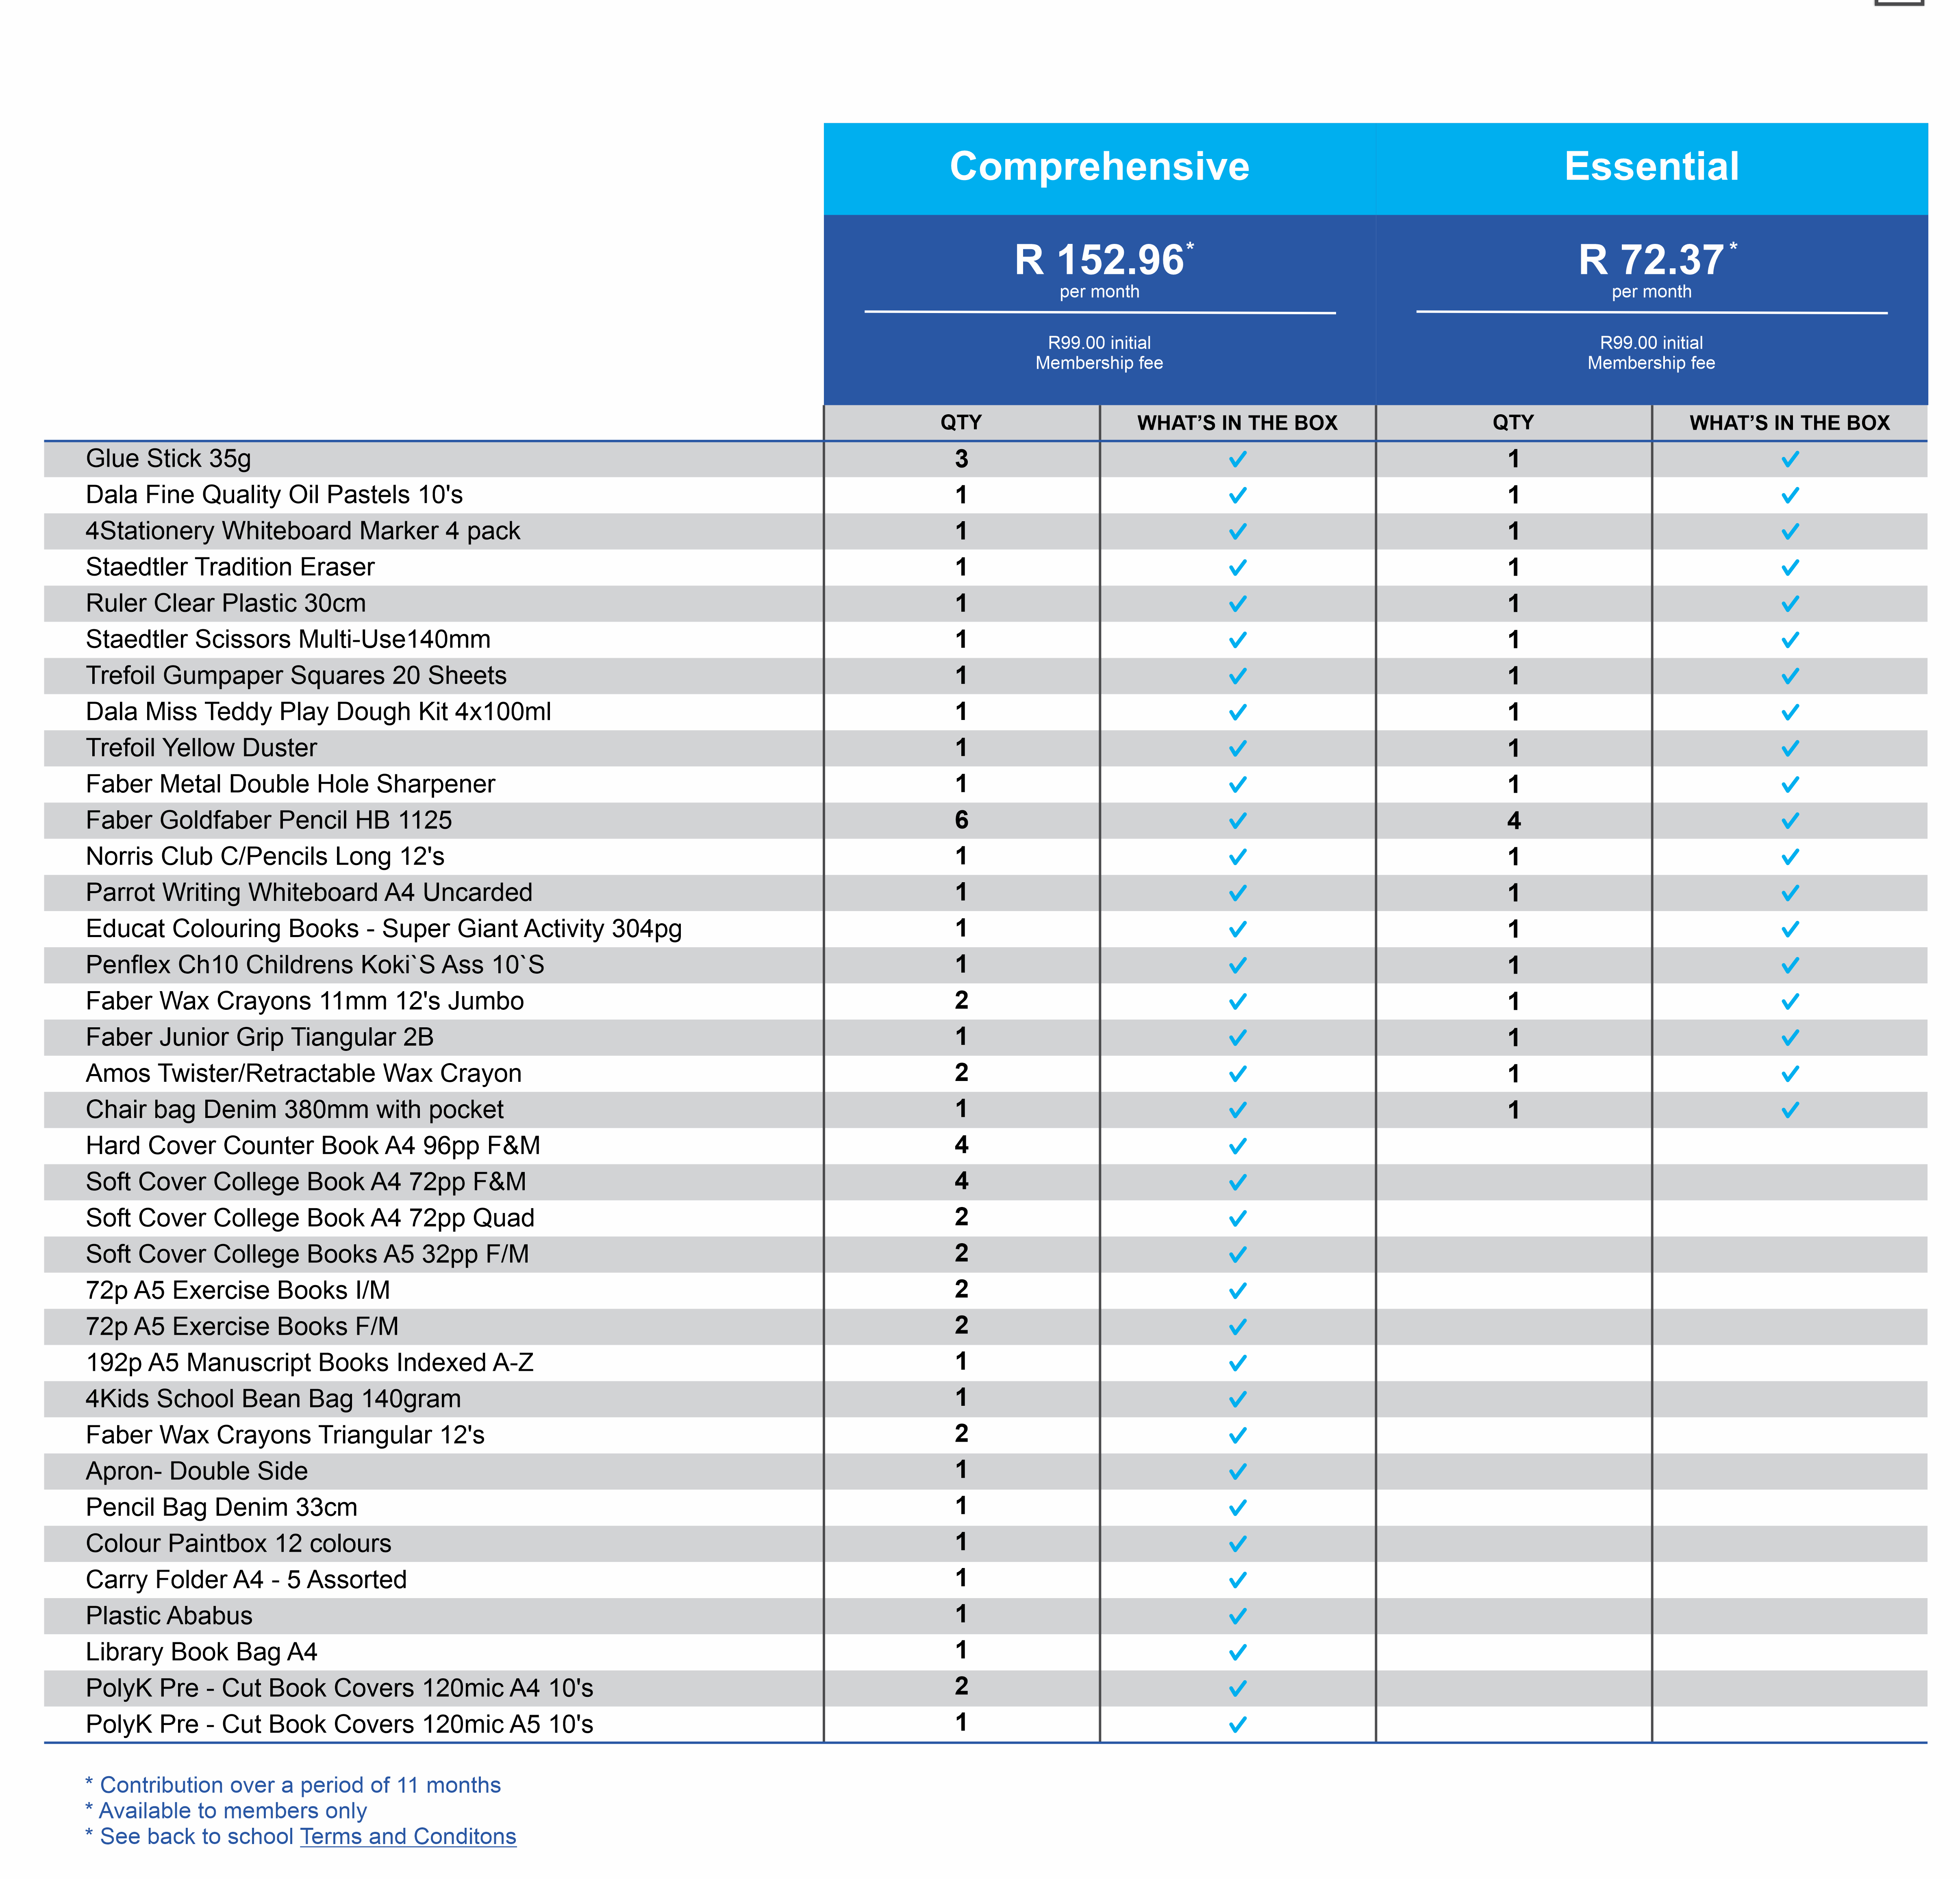 Comprehensive Essential
R 152.96* R 72.37*
per month per month
R99.00 initial R99.00 initial
Membership fee Membership fee
QTY WHAT'S IN THE BOX QTY WHAT'S IN THE BOX
Glue Stick 35g 3 ✓ 1 ✓
Dala Fine Quality Oil Pastels 10's 1 ✓ 1 ✓
4Stationery Whiteboard Marker 4 pack 1 ✓ 1 ✓
Staedtler Tradition Eraser 1 ✓ 1 ✓
Ruler Clear Plastic 30cm 1 ✓ 1 ✓
Staedtler Scissors Multi-Use140mm 1 ✓ 1 ✓
Trefoil Gumpaper Squares 20 Sheets 1 ✓ 1 ✓
Dala Miss Teddy Play Dough Kit 4x100ml 1 ✓ 1 ✓
Trefoil Yellow Duster 1 ✓ 1 ✓
Faber Metal Double Hole Sharpener 1 ✓ 1 ✓
Faber Goldfaber Pencil HB 1125 6 ✓ 4 ✓
Norris Club C/Pencils Long 12's 1 ✓ 1 ✓
Parrot Writing Whiteboard A4 Uncarded 1 ✓ 1 ✓
Educat Colouring Books - Super Giant Activity 304pg 1 ✓ 1 ✓
Penflex Ch10 Childrens Koki`S Ass 10`S 1 ✓ 1 ✓
Faber Wax Crayons 11mm 12's Jumbo 2 ✓ 1 ✓
Faber Junior Grip Tiangular 2B 1 ✓ 1 ✓
Amos Twister/Retractable Wax Crayon 2 ✓ 1 ✓
Chair bag Denim 380mm with pocket 1 ✓ 1 ✓
Hard Cover Counter Book A4 96pp F&M 4 ✓
Soft Cover College Book A4 72pp F&M 4 ✓
Soft Cover College Book A4 72pp Quad 2 ✓
Soft Cover College Books A5 32pp F/M 2 ✓
72p A5 Exercise Books I/M 2 ✓
72p A5 Exercise Books F/M 2 ✓
192p A5 Manuscript Books Indexed A-Z 1 ✓
4Kids School Bean Bag 140gram 1 ✓
Faber Wax Crayons Triangular 12's 2 ✓
Apron- Double Side 1 ✓
Pencil Bag Denim 33cm 1 ✓
Colour Paintbox 12 colours 1 ✓
Carry Folder A4 - 5 Assorted 1 ✓
Plastic Ababus 1 ✓
Library Book Bag A4 1 ✓
PolyK Pre - Cut Book Covers 120mic A4 10's 2 ✓
PolyK Pre - Cut Book Covers 120mic A5 10's 1 ✓
* Contribution over a period of 11 months
* Available to members only
* See back to school Terms and Conditons